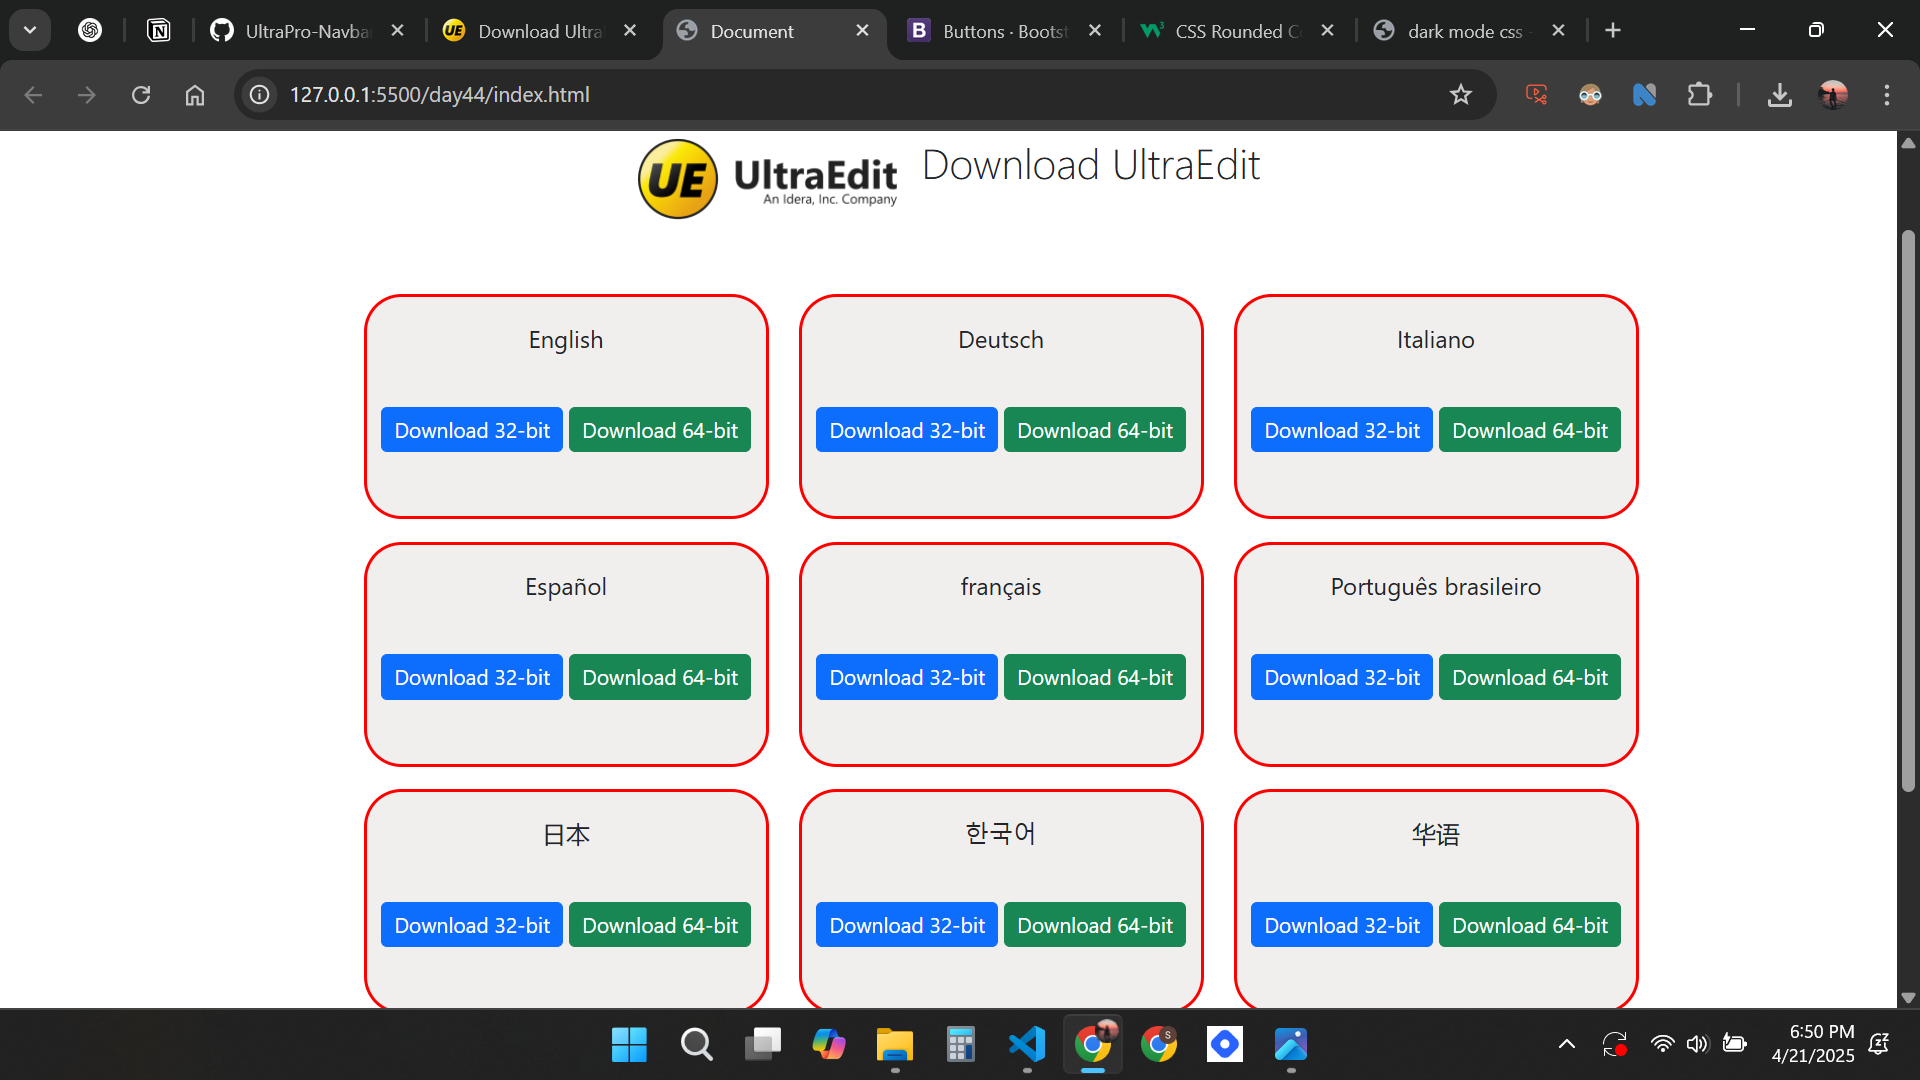 UltraPro-Navba
Download Ultra
Document
B
Buttons · Bootst
CSS Rounded C
dark mode css
127.0.0.1:5500/day44/index.html
UE
UltraEdit
An Idera, Inc. Company
Download UltraEdit
English
Deutsch
Italiano
Download 32-bit Download 64-bit
Download 32-bit Download 64-bit
Download 32-bit Download 64-bit
Español
français
Português brasileiro
Download 32-bit Download 64-bit
Download 32-bit Download 64-bit
Download 32-bit Download 64-bit
日本
한국어
华语
Download 32-bit Download 64-bit
Download 32-bit Download 64-bit
Download 32-bit Download 64-bit
6:50 PM
4/21/2025